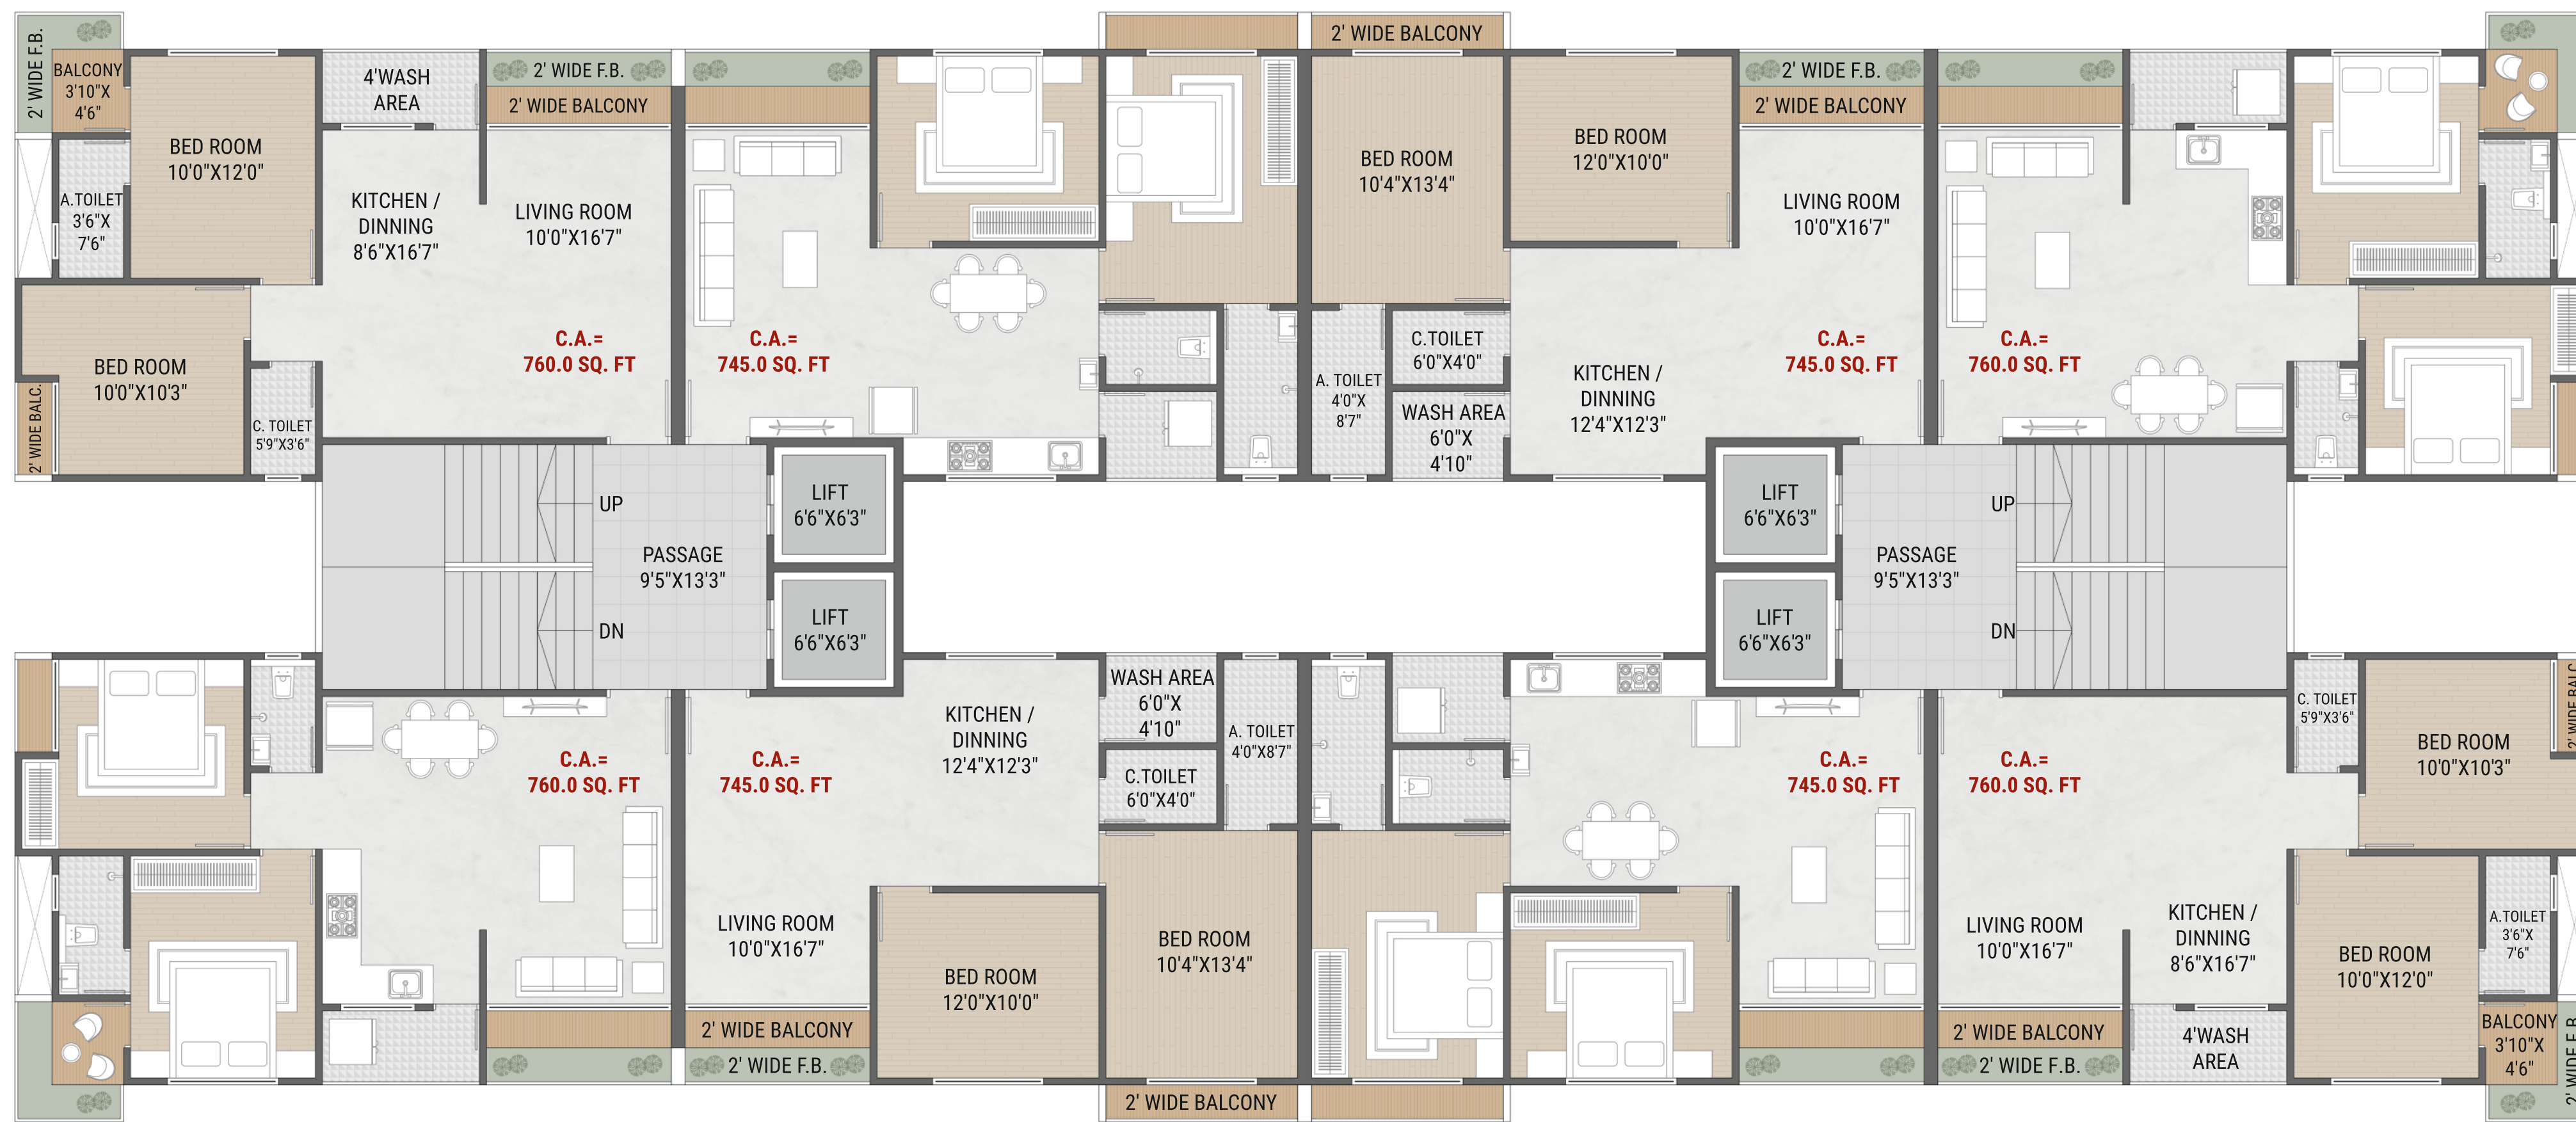 2' WIDE F.B.
BALCONY
3'10"X
4'6"
A.TOILET
3'6"X
7'6"
BED ROOM
10'0"X12'0"
4'WASH
AREA
2' WIDE F.B.
2' WIDE BALCONY
KITCHEN /
DINNING
8'6"X16'7"
LIVING ROOM
10'0"X16'7"
C.A.=
760.0 SQ. FT
BED ROOM
10'0"X10'3"
2' WIDE BALC.
C. TOILET
5'9"X3'6"
C.A.=
745.0 SQ. FT
2' WIDE BALCONY
BED ROOM
10'4"X13'4"
BED ROOM
12'0"X10'0"
2' WIDE F.B.
2' WIDE BALCONY
LIVING ROOM
10'0"X16'7"
C.A.=
745.0 SQ. FT
A. TOILET
4'0"X
8'7"
C.TOILET
6'0"X4'0"
WASH AREA
6'0"X
4'10"
KITCHEN /
DINNING
12'4"X12'3"
C.A.=
760.0 SQ. FT
UP
DN
PASSAGE
9'5"X13'3"
LIFT
6'6"X6'3"
LIFT
6'6"X6'3"
LIFT
6'6"X6'3"
LIFT
6'6"X6'3"
PASSAGE
9'5"X13'3"
UP
DN
C.A.=
760.0 SQ. FT
C.A.=
745.0 SQ. FT
KITCHEN /
DINNING
12'4"X12'3"
WASH AREA
6'0"X
4'10"
C.TOILET
6'0"X4'0"
A. TOILET
4'0"X8'7"
LIVING ROOM
10'0"X16'7"
BED ROOM
12'0"X10'0"
BED ROOM
10'4"X13'4"
2' WIDE BALCONY
2' WIDE F.B.
2' WIDE BALCONY
C.A.=
745.0 SQ. FT
C.A.=
760.0 SQ. FT
C. TOILET
5'9"X3'6"
BED ROOM
10'0"X10'3"
2' WIDE BALC
LIVING ROOM
10'0"X16'7"
KITCHEN /
DINNING
8'6"X16'7"
BED ROOM
10'0"X12'0"
A.TOILET
3'6"X
7'6"
2' WIDE BALCONY
2' WIDE F.B.
4'WASH
AREA
BALCONY
3'10"X
4'6"
2' WIDE F.B.